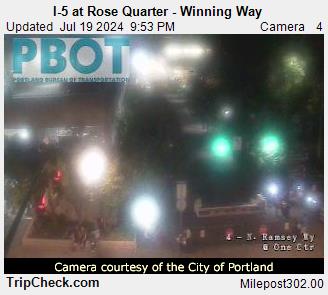 I-5 at Rose Quarter - Winning Way
Updated Jul 19 2024 9:53 PM Camera 4
PBOT
PORTLAND BUREAU OF TRANSPORTATION
4 - N. Ramsey Wy
@ One Ctr
Camera courtesy of the City of Portland
TripCheck.com Milepost302.00